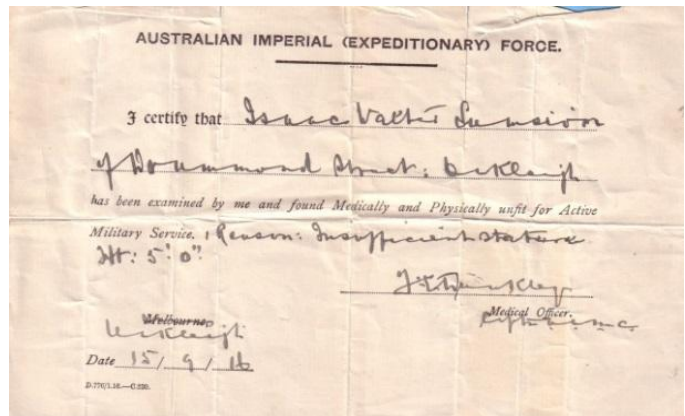 AUSTRALIAN IMPERIAL (EXPEDITIONARY) FORCE.
I certify that Isaac Walter
of Drummond Street: Oakleigh
has been examined by me and found Medically and Physically unfit for Active
Military Service. Reason: Insufficient stature
Ht: 5' 0"
Medical Officer.
Melbourne,
Oakleigh
Date 15/9/16